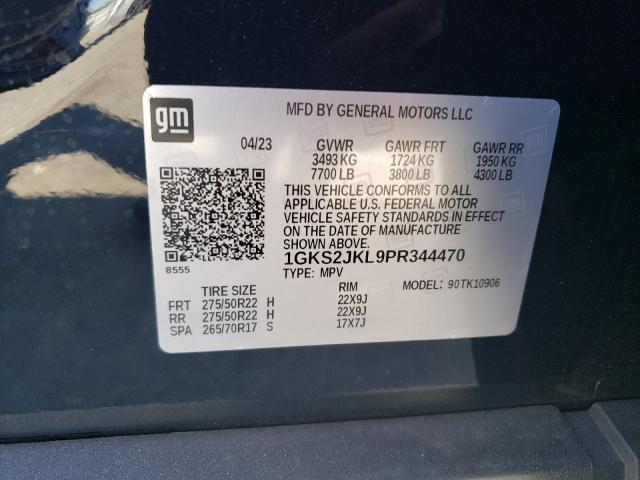 gm
MFD BY GENERAL MOTORS LLC
04/23 GVWR GAWR FRT GAWR RR
3493 KG 1724 KG 1950 KG
7700 LB 3800 LB 4300 LB
THIS VEHICLE CONFORMS TO ALL
APPLICABLE U.S. FEDERAL MOTOR
VEHICLE SAFETY STANDARDS IN EFFECT
ON THE DATE OF MANUFACTURE
SHOWN ABOVE.
8555
1GKS2JKL9PR344470
TYPE: MPV
MODEL: 90TK10906
TIRE SIZE RIM
FRT 275/50R22 H 22X9J
RR 275/50R22 H 22X9J
SPA 265/70R17 S 17X7J